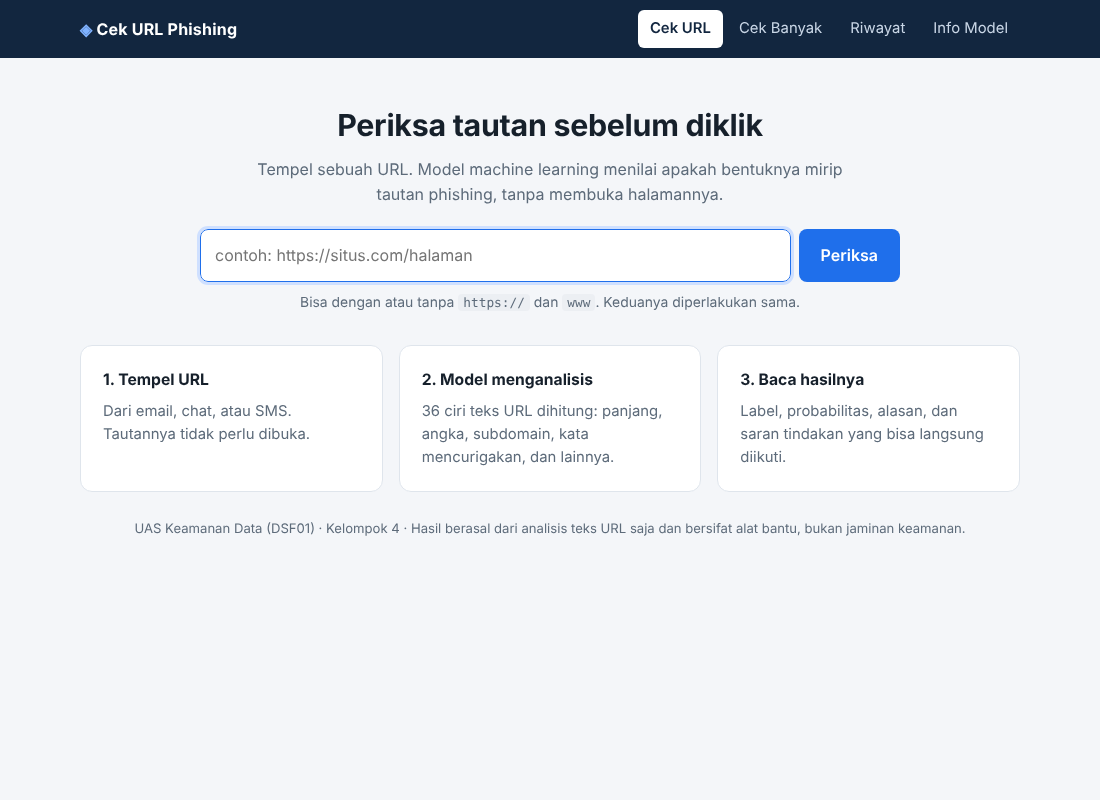 ◈ Cek URL Phishing
Cek URL
Cek Banyak
Riwayat
Info Model
Periksa tautan sebelum diklik
Tempel sebuah URL. Model machine learning menilai apakah bentuknya mirip
tautan phishing, tanpa membuka halamannya.
contoh: https://situs.com/halaman
Periksa
Bisa dengan atau tanpa https:// dan www. Keduanya diperlakukan sama.
1. Tempel URL
Dari email, chat, atau SMS.
Tautannya tidak perlu dibuka.
2. Model menganalisis
36 ciri teks URL dihitung: panjang,
angka, subdomain, kata
mencurigakan, dan lainnya.
3. Baca hasilnya
Label, probabilitas, alasan, dan
saran tindakan yang bisa langsung
diikuti.
UAS Keamanan Data (DSF01) · Kelompok 4 · Hasil berasal dari analisis teks URL saja dan bersifat alat bantu, bukan jaminan keamanan.